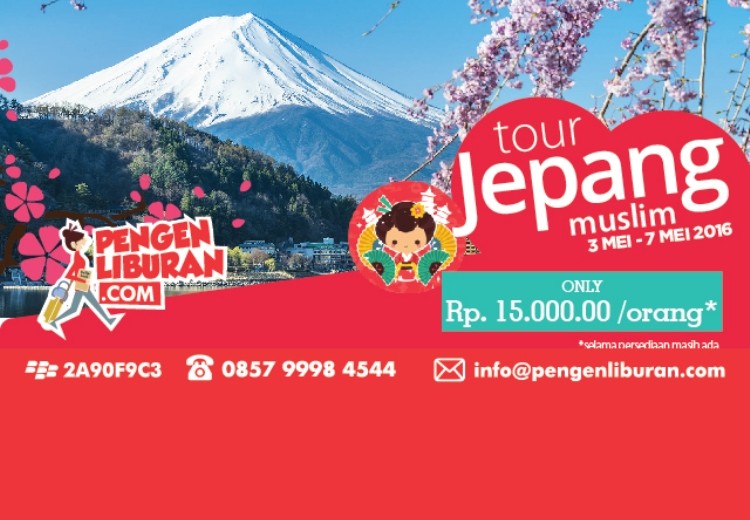 tour
Jepang
muslim
3 MEI - 7 MEI 2016
PENGEN
LIBURAN
.COM
ONLY
Rp. 15.000.00 /orang*
*selama persediaan masih ada
2A90F9C3 0857 9998 4544 info@pengenliburan.com